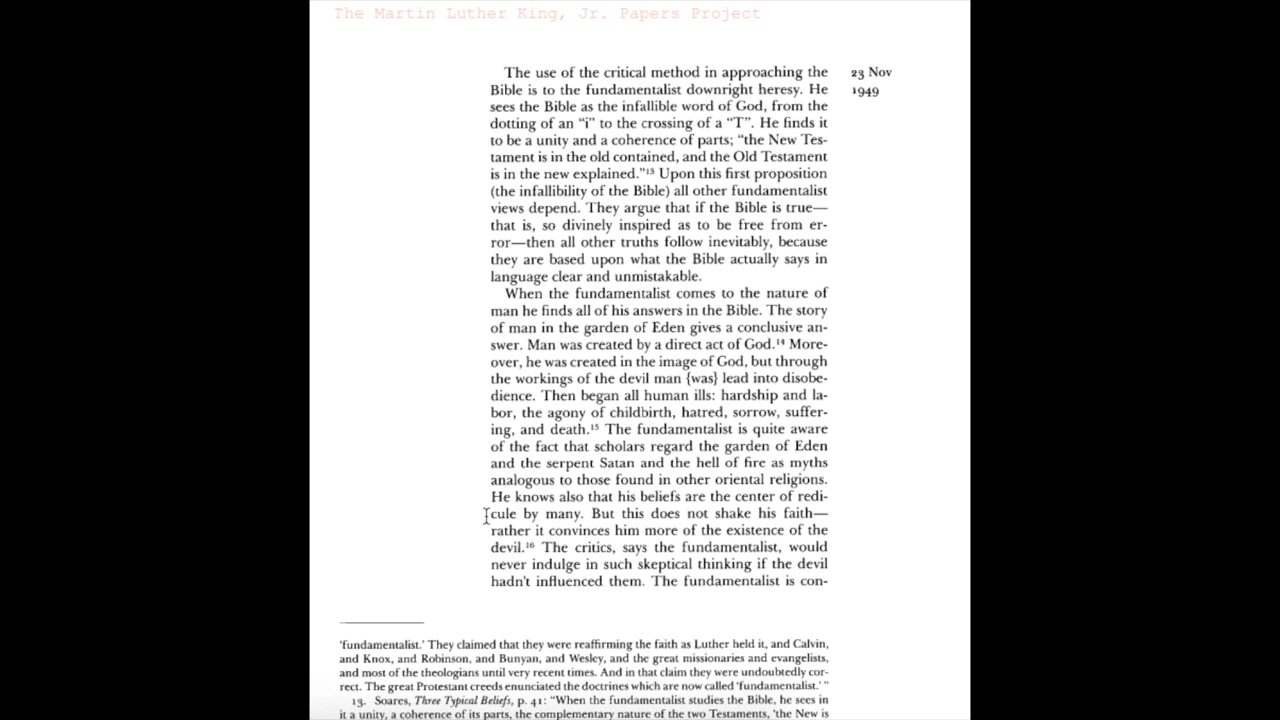 The Martin Luther King, Jr. Papers Project
The use of the critical method in approaching the
Bible is to the fundamentalist downright heresy. He
sees the Bible as the infallible word of God, from the
dotting of an “i” to the crossing of a “T”. He finds it
to be a unity and a coherence of parts; “the New Tes-
tament is in the old contained, and the Old Testament
is in the new explained.”¹³ Upon this first proposition
(the infallibility of the Bible) all other fundamentalist
views depend. They argue that if the Bible is true—
that is, so divinely inspired as to be free from er-
ror—then all other truths follow inevitably, because
they are based upon what the Bible actually says in
language clear and unmistakable.
When the fundamentalist comes to the nature of
man he finds all of his answers in the Bible. The story
of man in the garden of Eden gives a conclusive an-
swer. Man was created by a direct act of God.¹⁴ More-
over, he was created in the image of God, but through
the workings of the devil man {was} lead into disobe-
dience. Then began all human ills: hardship and la-
bor, the agony of childbirth, hatred, sorrow, suffer-
ing, and death.¹⁵ The fundamentalist is quite aware
of the fact that scholars regard the garden of Eden
and the serpent Satan and the hell of fire as myths
analogous to those found in other oriental religions.
He knows also that his beliefs are the center of redi-
cule by many. But this does not shake his faith—
rather it convinces him more of the existence of the
devil.¹⁶ The critics, says the fundamentalist, would
never indulge in such skeptical thinking if the devil
hadn’t influenced them. The fundamentalist is con-
23 Nov
1949
‘fundamentalist.’ They claimed that they were reaffirming the faith as Luther held it, and Calvin,
and Knox, and Robinson, and Bunyan, and Wesley, and the great missionaries and evangelists,
and most of the theologians until very recent times. And in that claim they were undoubtedly cor-
rect. The great Protestant creeds enunciated the doctrines which are now called ‘fundamentalist.’ ”
13. Soares, Three Typical Beliefs, p. 41: “When the fundamentalist studies the Bible, he sees in
it a unity, a coherence of its parts, the complementary nature of the two Testaments, ‘the New is